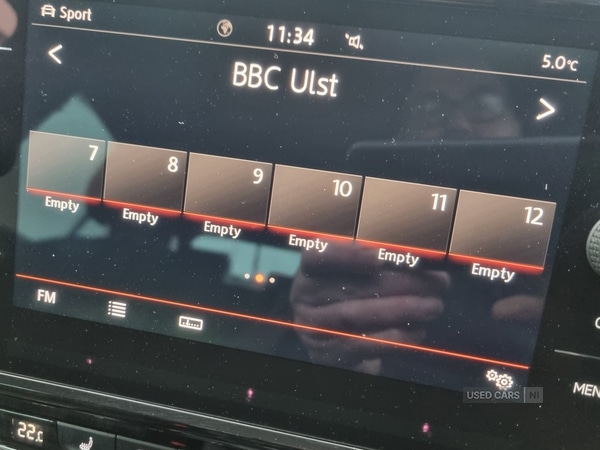 Sport 11:34 5.0°C
< BBC Ulst >
7 8 9 10 11 12
Empty Empty Empty Empty Empty Empty
FM
MEN
22°C
USED CARS NI